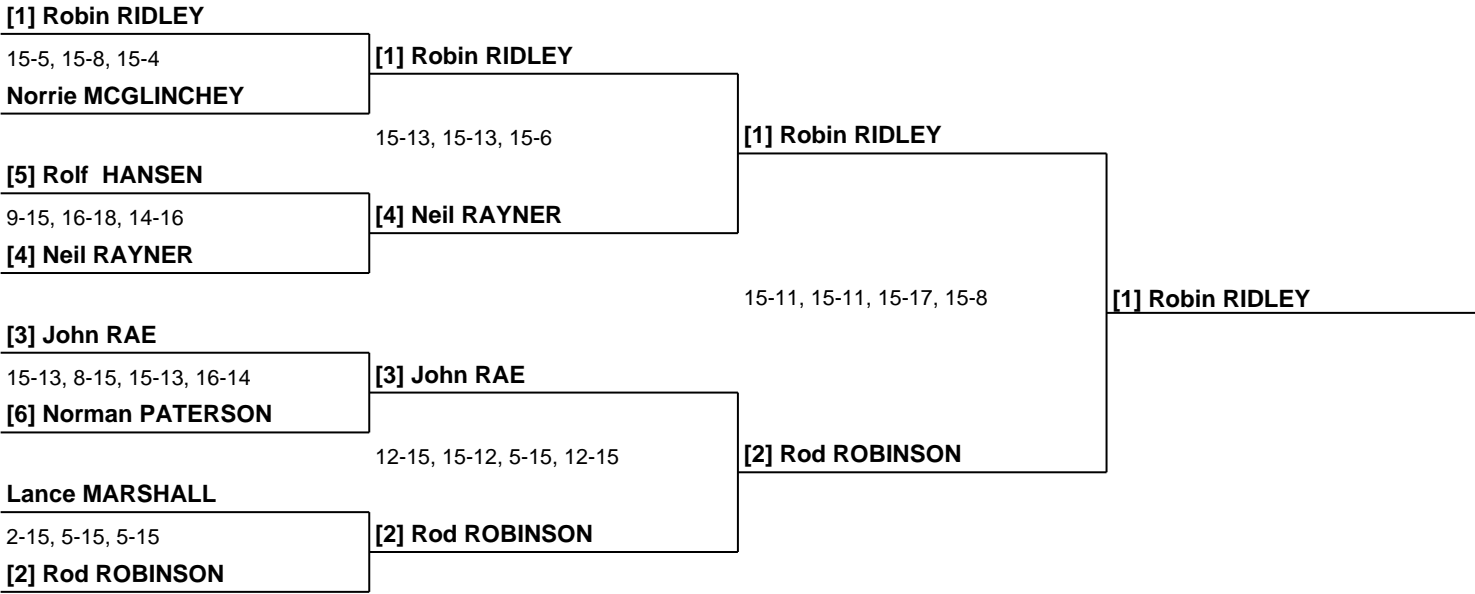 [1] Robin RIDLEY
15-5, 15-8, 15-4
[1] Robin RIDLEY
Norrie MCGLINCHEY
15-13, 15-13, 15-6
[1] Robin RIDLEY
[5] Rolf  HANSEN
9-15, 16-18, 14-16
[4] Neil RAYNER
[4] Neil RAYNER
15-11, 15-11, 15-17, 15-8
[1] Robin RIDLEY
[3] John RAE
15-13, 8-15, 15-13, 16-14
[3] John RAE
[6] Norman PATERSON
12-15, 15-12, 5-15, 12-15
[2] Rod ROBINSON
Lance MARSHALL
2-15, 5-15, 5-15
[2] Rod ROBINSON
[2] Rod ROBINSON